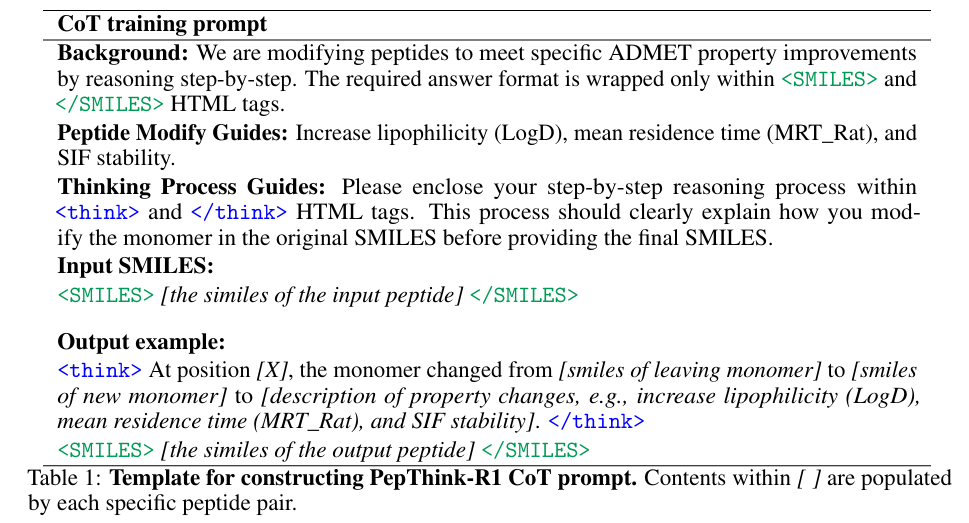 CoT training prompt
Background: We are modifying peptides to meet specific ADMET property improvements
by reasoning step-by-step. The required answer format is wrapped only within <SMILES> and
</SMILES> HTML tags.
Peptide Modify Guides: Increase lipophilicity (LogD), mean residence time (MRT_Rat), and
SIF stability.
Thinking Process Guides: Please enclose your step-by-step reasoning process within
<think> and </think> HTML tags. This process should clearly explain how you mod-
ify the monomer in the original SMILES before providing the final SMILES.
Input SMILES:
<SMILES> [the similes of the input peptide] </SMILES>
Output example:
<think> At position [X], the monomer changed from [smiles of leaving monomer] to [smiles
of new monomer] to [description of property changes, e.g., increase lipophilicity (LogD),
mean residence time (MRT_Rat), and SIF stability]. </think>
<SMILES> [the similes of the output peptide] </SMILES>
Table 1: Template for constructing PepThink-R1 CoT prompt. Contents within [ ] are populated
by each specific peptide pair.